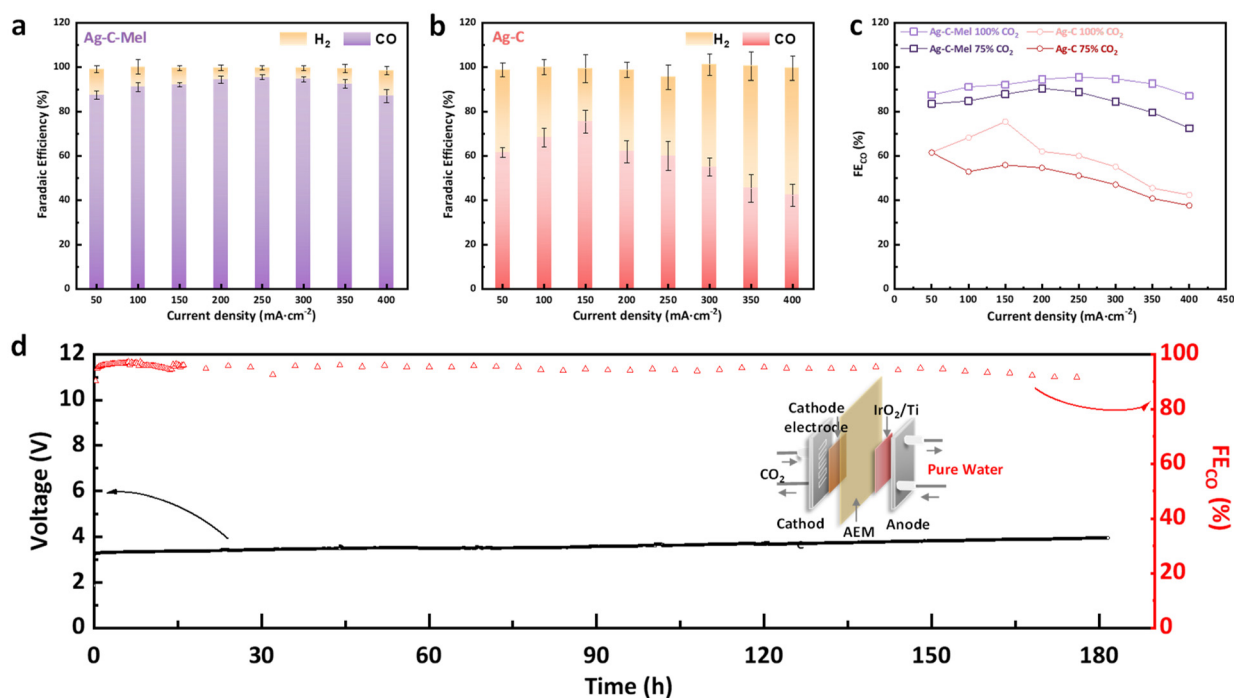 a
Ag-C-Mel
H₂ CO
Faradaic Efficiency (%)
120
100
80
60
40
20
0
50 100 150 200 250 300 350 400
Current density (mA·cm⁻²)
b
Ag-C
H₂ CO
Faradaic Efficiency (%)
120
100
80
60
40
20
0
50 100 150 200 250 300 350 400
Current density (mA·cm⁻²)
c
Ag-C-Mel 100% CO₂ Ag-C 100% CO₂
Ag-C-Mel 75% CO₂ Ag-C 75% CO₂
FE_CO (%)
120
100
80
60
40
20
0
0 50 100 150 200 250 300 350 400 450
Current density (mA·cm⁻²)
d
Voltage (V)
12
10
8
6
4
2
0
Cathode
electrode
IrO₂/Ti
CO₂
Pure Water
Cathod
AEM
Anode
100
80
60
40
20
0
FE_CO (%)
0 30 60 90 120 150 180
Time (h)